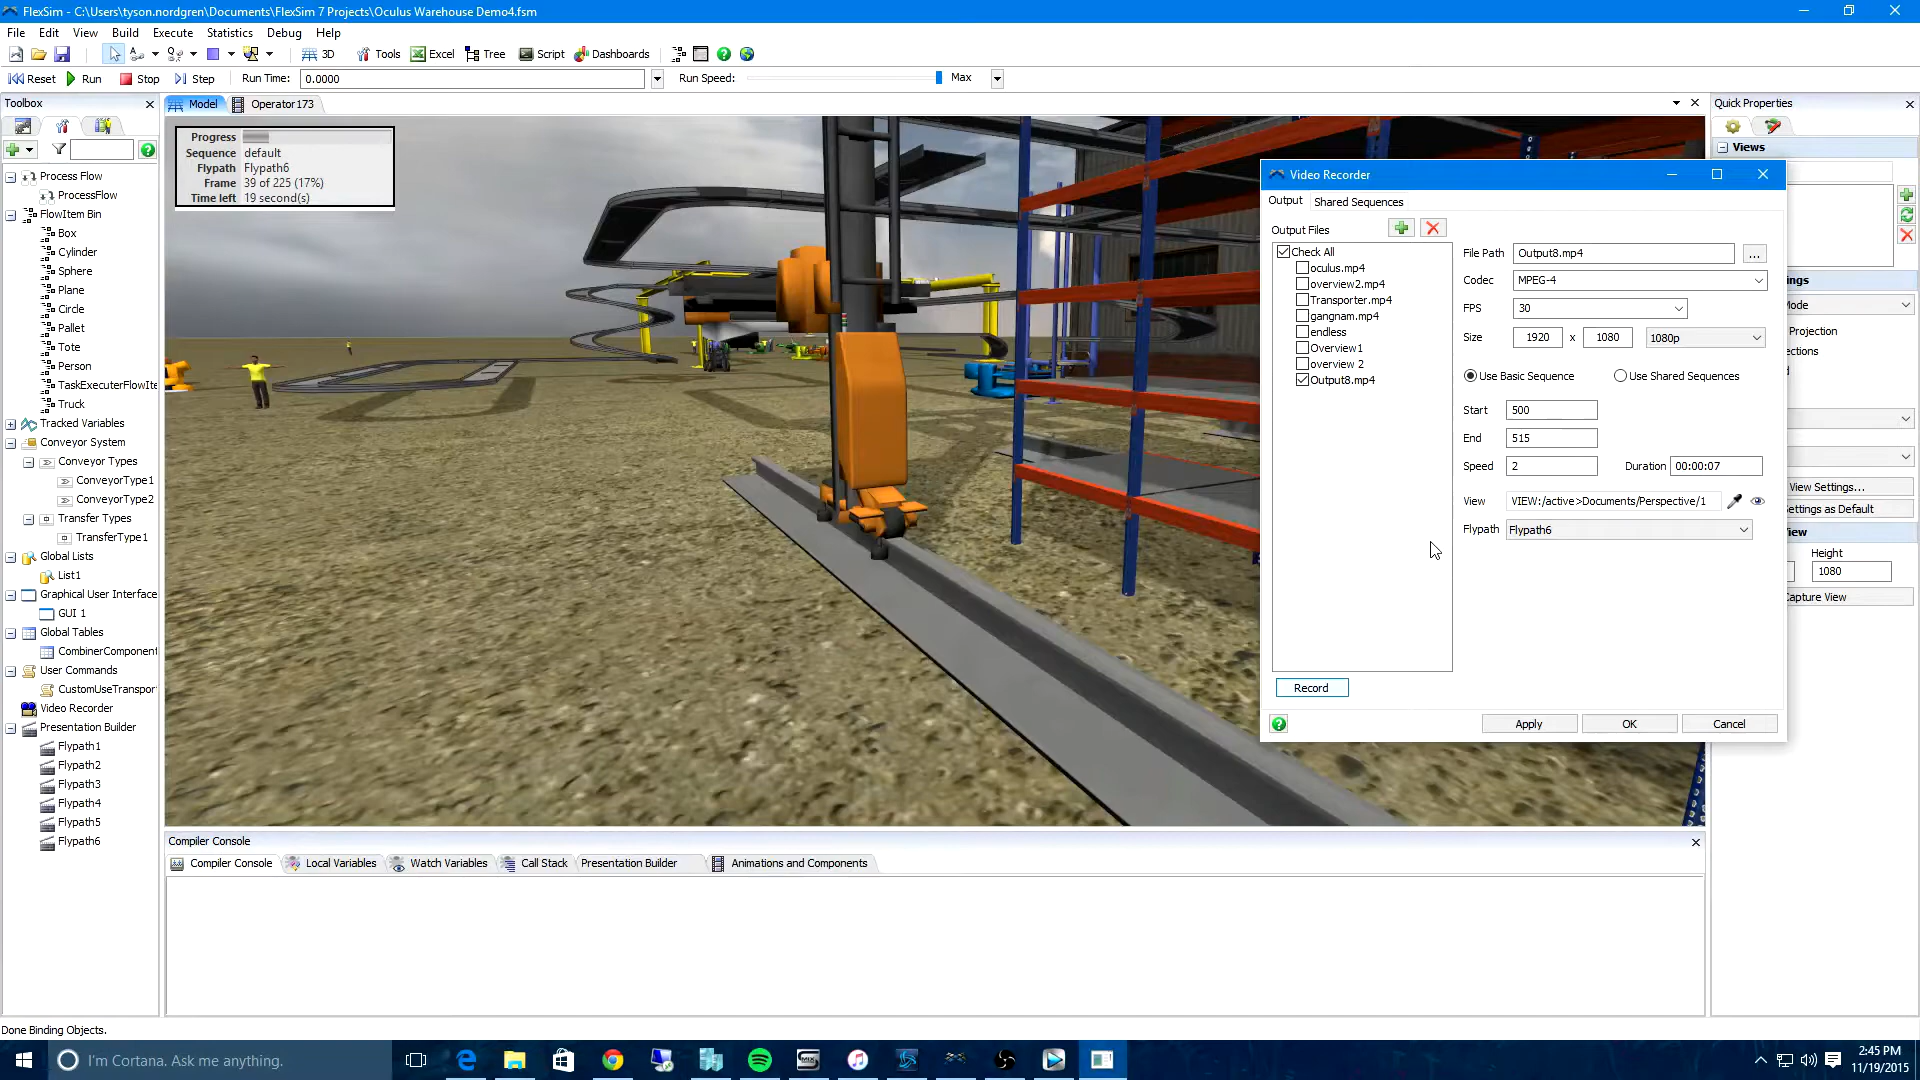 FlexSim - C:\Users\tyson.nordgren\Documents\FlexSim 7 Projects\Oculus Warehouse Demo4.fsm
File Edit View Build Execute Statistics Debug Help
3D Tools Excel Tree Script Dashboards
Reset Run Stop Step Run Time: 0.0000 Run Speed: Max
Toolbox
Model Operator173
Quick Properties
Process Flow
ProcessFlow
FlowItem Bin
Box
Cylinder
Sphere
Plane
Circle
Pallet
Tote
Person
TaskExecuterFlowIte
Truck
Tracked Variables
Conveyor System
Conveyor Types
ConveyorType1
ConveyorType2
Transfer Types
TransferType1
Global Lists
List1
Graphical User Interface
GUI 1
Global Tables
CombinerComponent
User Commands
CustomUseTranspor
Video Recorder
Presentation Builder
Flypath1
Flypath2
Flypath3
Flypath4
Flypath5
Flypath6
Progress
Sequence default
Flypath Flypath6
Frame 39 of 225 (17%)
Time left 19 second(s)
Video Recorder
Output Shared Sequences
Output Files
Check All
oculus.mp4
overview2.mp4
Transporter.mp4
gangnam.mp4
endless
Overview1
overview 2
Output8.mp4
Record
File Path Output8.mp4 ...
Codec MPEG-4
FPS 30
Size 1920 x 1080 1080p
Use Basic Sequence Use Shared Sequences
Start 500
End 515
Speed 2 Duration 00:00:07
View VIEW:/active>Documents/Perspective/1
Flypath Flypath6
Apply OK Cancel
Views
ngs
Mode
Projection
ctions
View Settings...
Settings as Default
iew
Height
1080
Capture View
Compiler Console
Compiler Console Local Variables Watch Variables Call Stack Presentation Builder Animations and Components
Done Binding Objects.
I'm Cortana. Ask me anything.
2:45 PM
11/19/2015